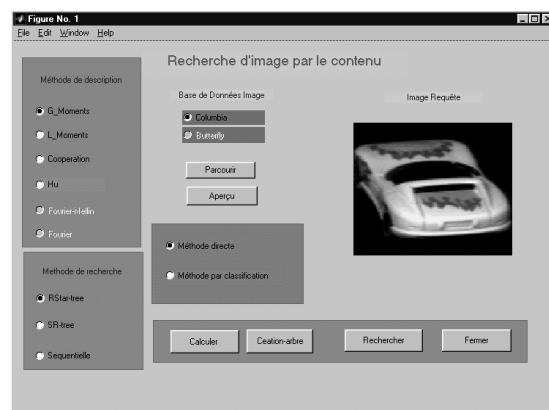 Figure No. 1
File Edit Window Help
Recherche d'image par le contenu
Méthode de description
G_Moments
L_Moments
Cooperation
Hu
Fourier-Mellin
Fourier
Base de Données Image
Columbia
Butterfly
Parcourir
Aperçu
Image Requête
Méthode directe
Méthode par classification
Methode de recherche
RStar-tree
SR-tree
Sequentielle
Calculer
Ceation-arbre
Rechercher
Fermer